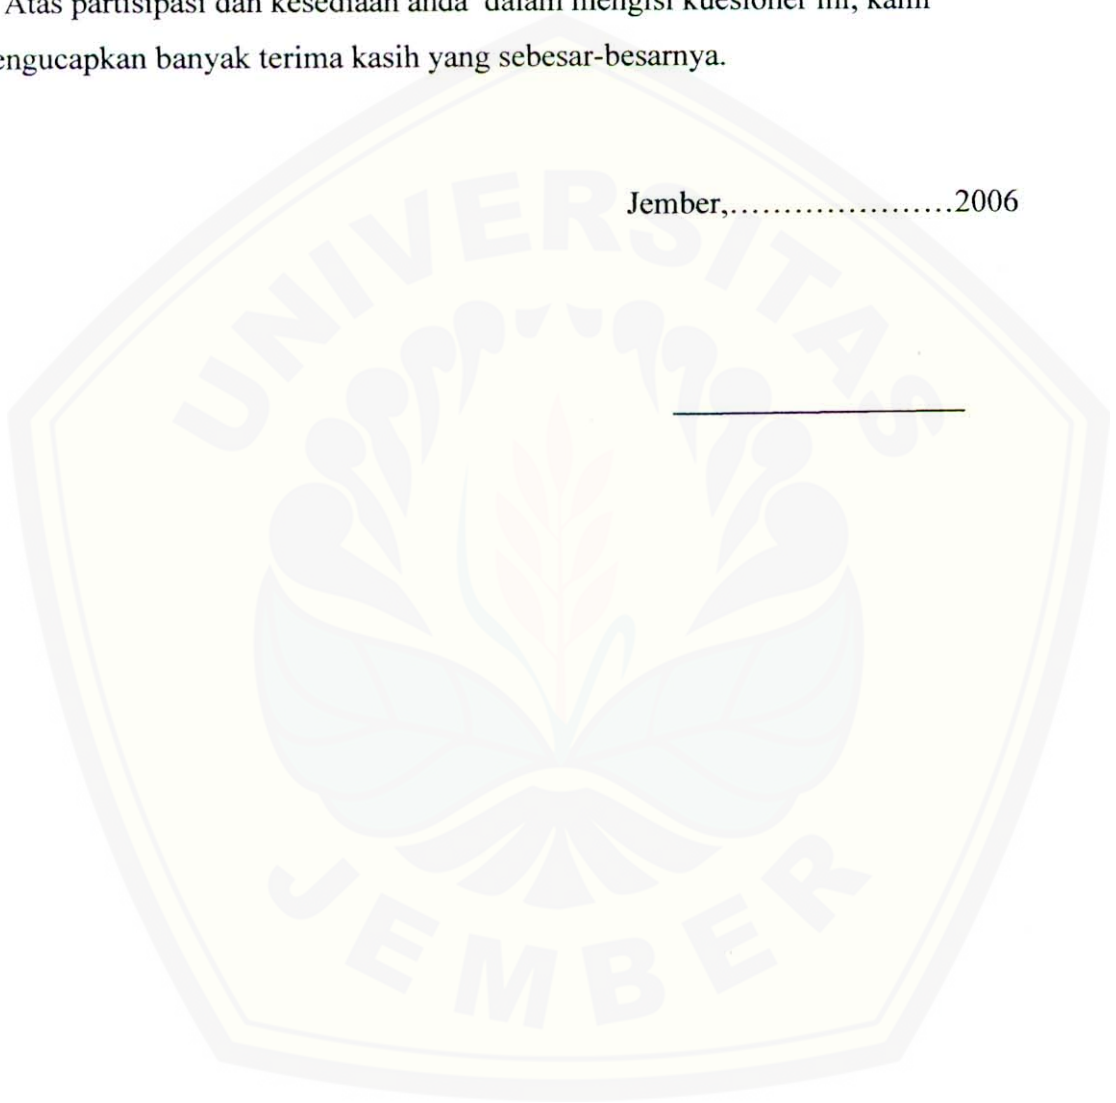 Atas partisipasi dan kesediaan anda dalam mengisi kuesioner ini, kami
engucapkan banyak terima kasih yang sebesar-besarnya.
Jember,.....................2006
UNIVERSITAS
JEMBER